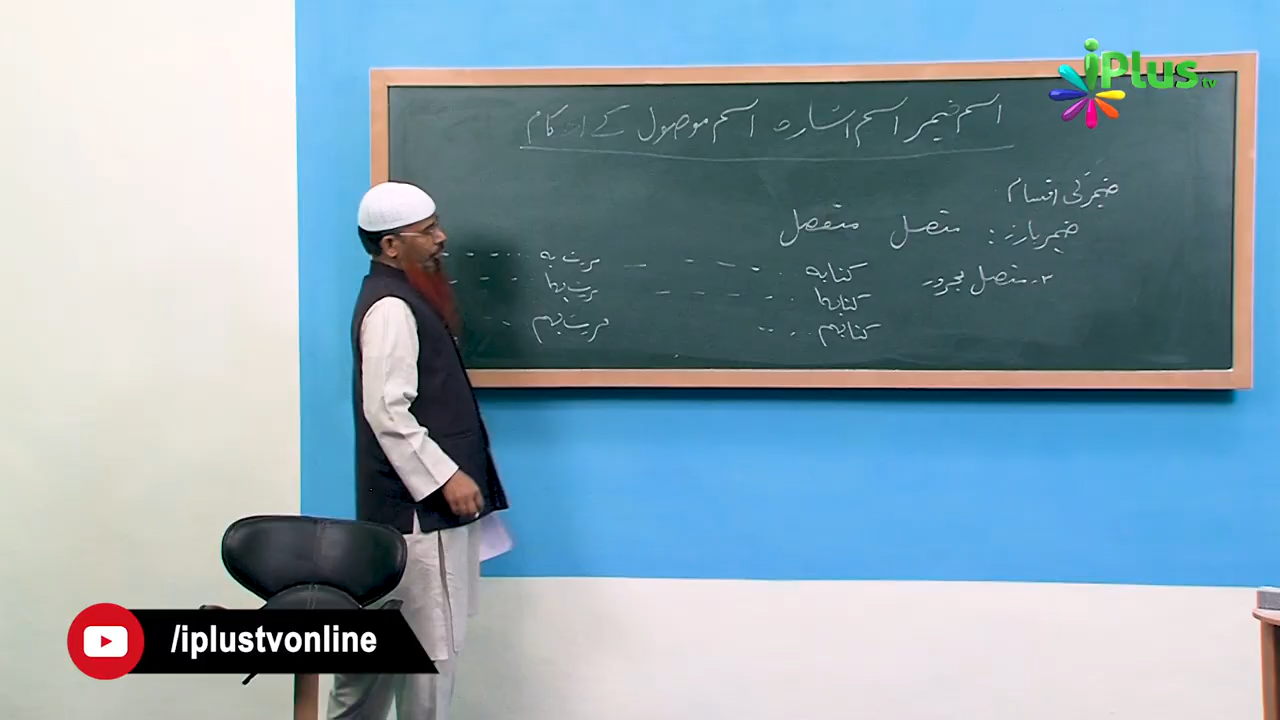 اسم ضمیر اسم اشارہ اسم موصول کے احکام
ضمیر کی اقسام
ضمیر بارز: متصل منفصل
۳۔ متصل مجرور
کتابہ مررت بہ
کتابہا مررت بہا
کتابہم مررت بہم
iPlus tv
/iplustvonline